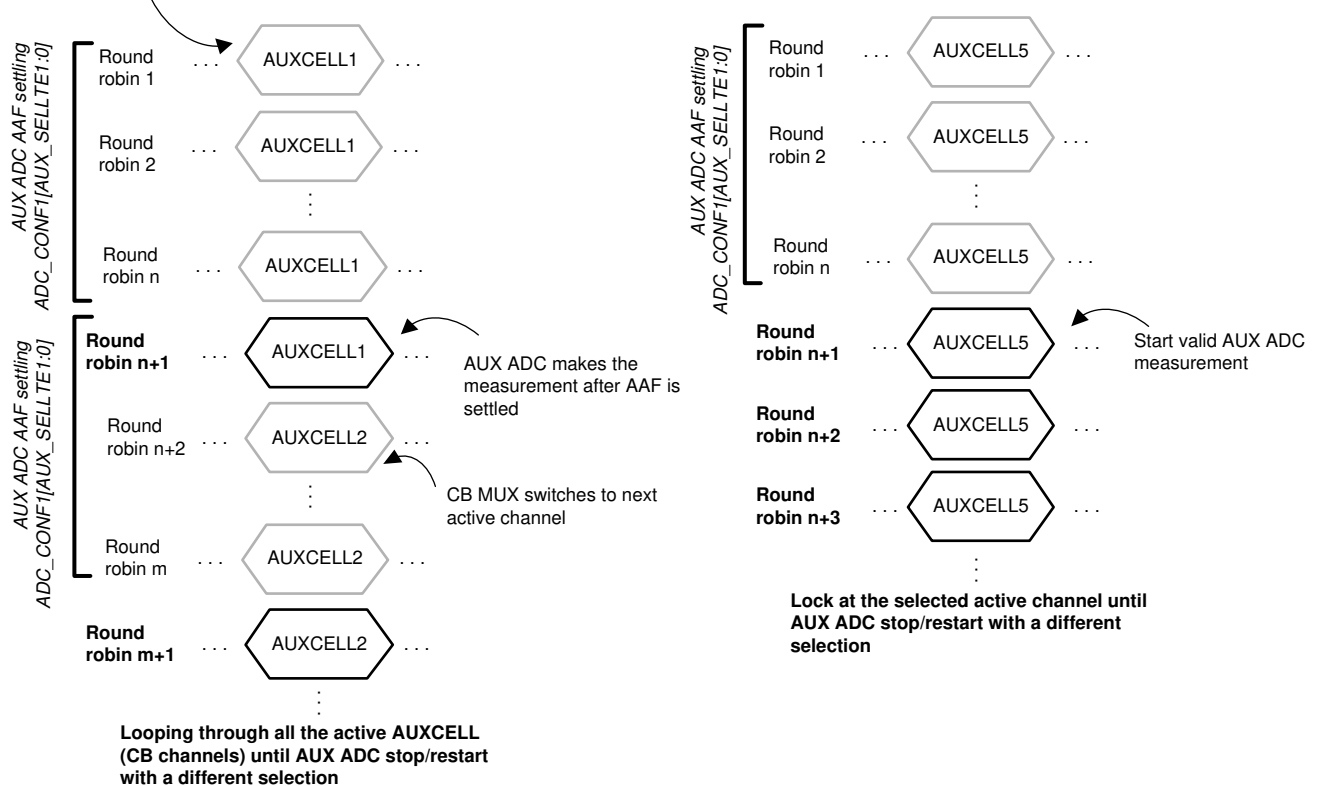 AUX ADC AAF settling
ADC_CONF1[AUX_SELLTE1:0]
Round
robin 1
. . .
AUXCELL1
. . .
Round
robin 2
. . .
AUXCELL1
. . .
Round
robin n
. . .
AUXCELL1
. . .
AUX ADC AAF settling
ADC_CONF1[AUX_SELLTE1:0]
Round
robin n+1
. . .
AUXCELL1
. . .
AUX ADC makes the
measurement after AAF is
settled
Round
robin n+2
. . .
AUXCELL2
. . .
CB MUX switches to next
active channel
Round
robin m
. . .
AUXCELL2
. . .
Round
robin m+1
. . .
AUXCELL2
. . .
Looping through all the active AUXCELL
(CB channels) until AUX ADC stop/restart
with a different selection
AUX ADC AAF settling
ADC_CONF1[AUX_SELLTE1:0]
Round
robin 1
. . .
AUXCELL5
. . .
Round
robin 2
. . .
AUXCELL5
. . .
Round
robin n
. . .
AUXCELL5
. . .
Round
robin n+1
. . .
AUXCELL5
. . .
Start valid AUX ADC
measurement
Round
robin n+2
. . .
AUXCELL5
. . .
Round
robin n+3
. . .
AUXCELL5
. . .
Lock at the selected active channel until
AUX ADC stop/restart with a different
selection